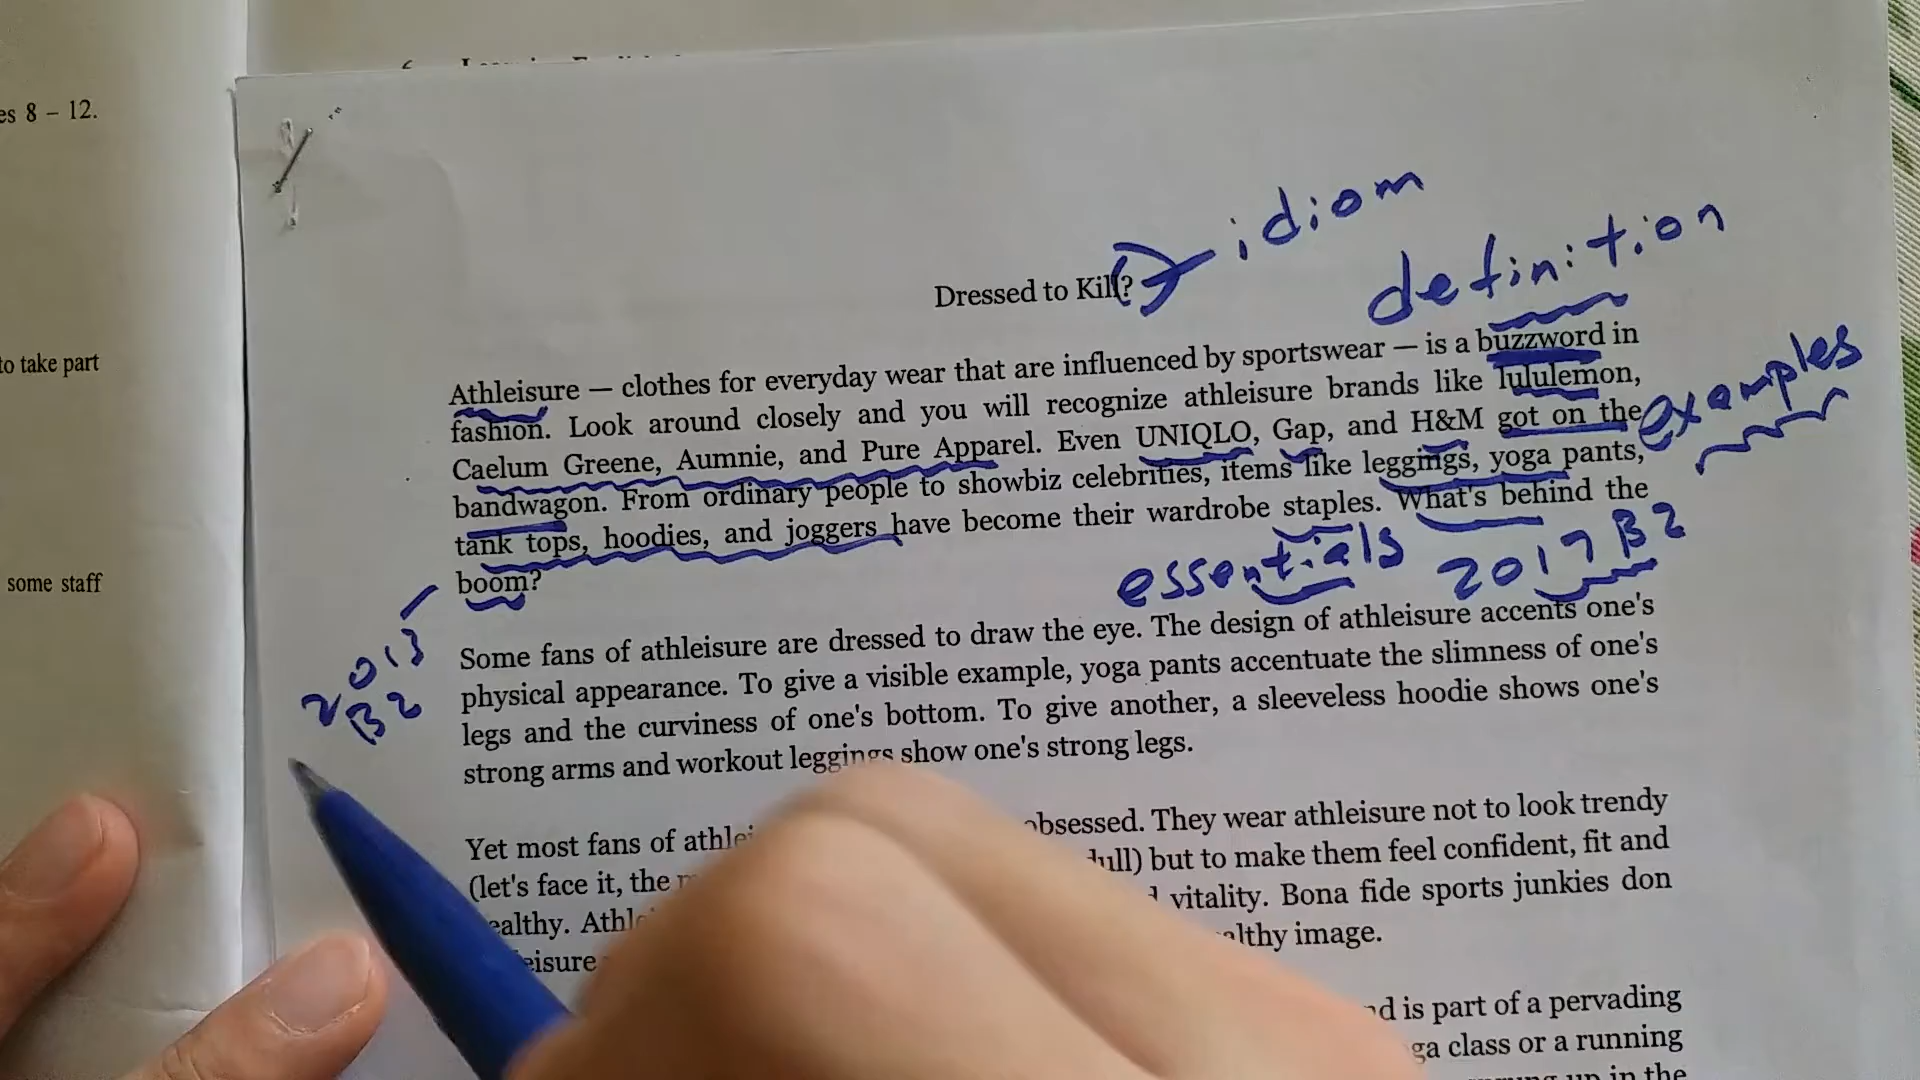 es 8 – 12.
to take part
some staff
idiom
definition
Dressed to Kill?
Athleisure — clothes for everyday wear that are influenced by sportswear — is a buzzword in
fashion. Look around closely and you will recognize athleisure brands like lululemon,
Caelum Greene, Aumnie, and Pure Apparel. Even UNIQLO, Gap, and H&M got on the
examples
bandwagon. From ordinary people to showbiz celebrities, items like leggings, yoga pants,
tank tops, hoodies, and joggers have become their wardrobe staples. What's behind the
boom?
essentials
2017 B2
2013
B2
Some fans of athleisure are dressed to draw the eye. The design of athleisure accents one's
physical appearance. To give a visible example, yoga pants accentuate the slimness of one's
legs and the curviness of one's bottom. To give another, a sleeveless hoodie shows one's
strong arms and workout leggings show one's strong legs.
Yet most fans of obsessed. They wear athleisure not to look trendy
(let's face it, the but to make them feel confident, fit and
vitality. Bona fide sports junkies don
image.
is part of a pervading
class or a running
up in the